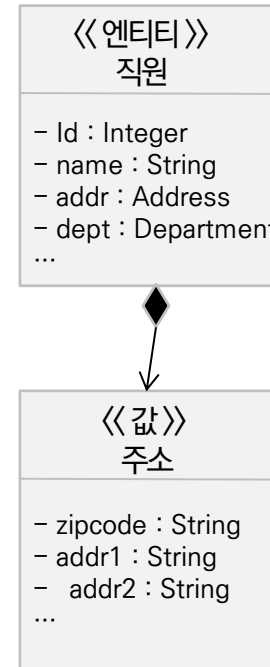 《 엔티티 》
직원
– Id : Integer
– name : String
– addr : Address
– dept : Department
...
《 값 》
주소
– zipcode : String
– addr1 : String
– addr2 : String
...